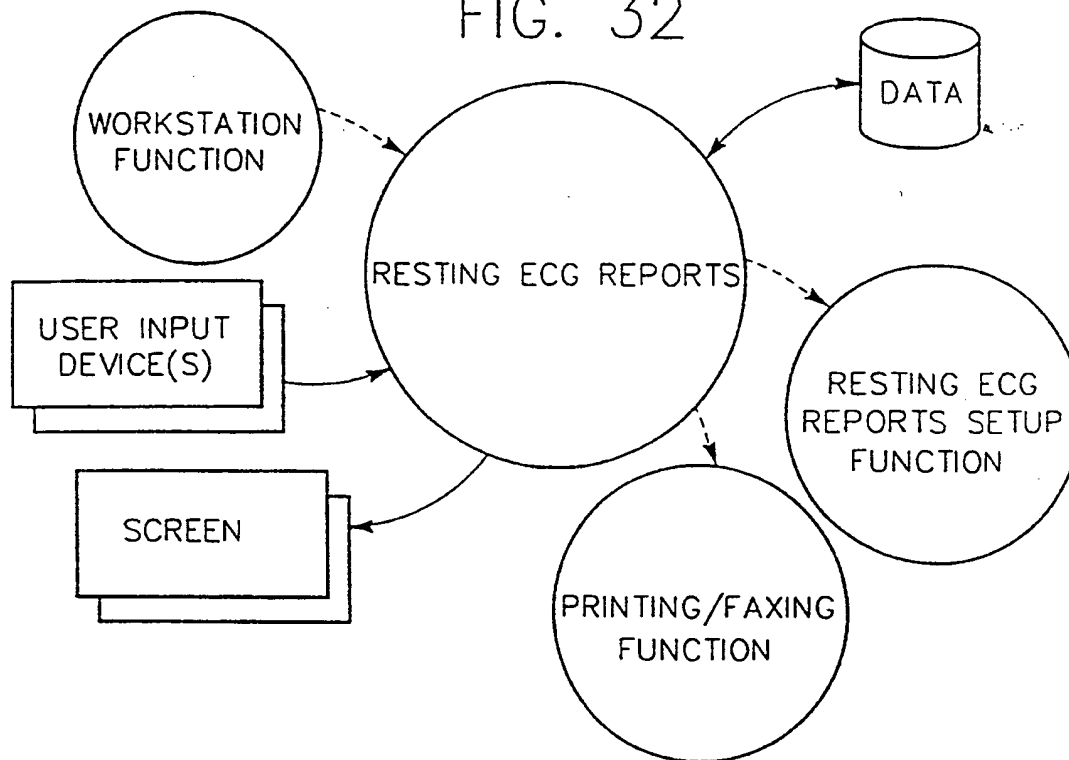 FIG. 32
WORKSTATION
FUNCTION
DATA
RESTING ECG REPORTS
USER INPUT
DEVICE(S)
RESTING ECG
REPORTS SETUP
FUNCTION
SCREEN
PRINTING/FAXING
FUNCTION